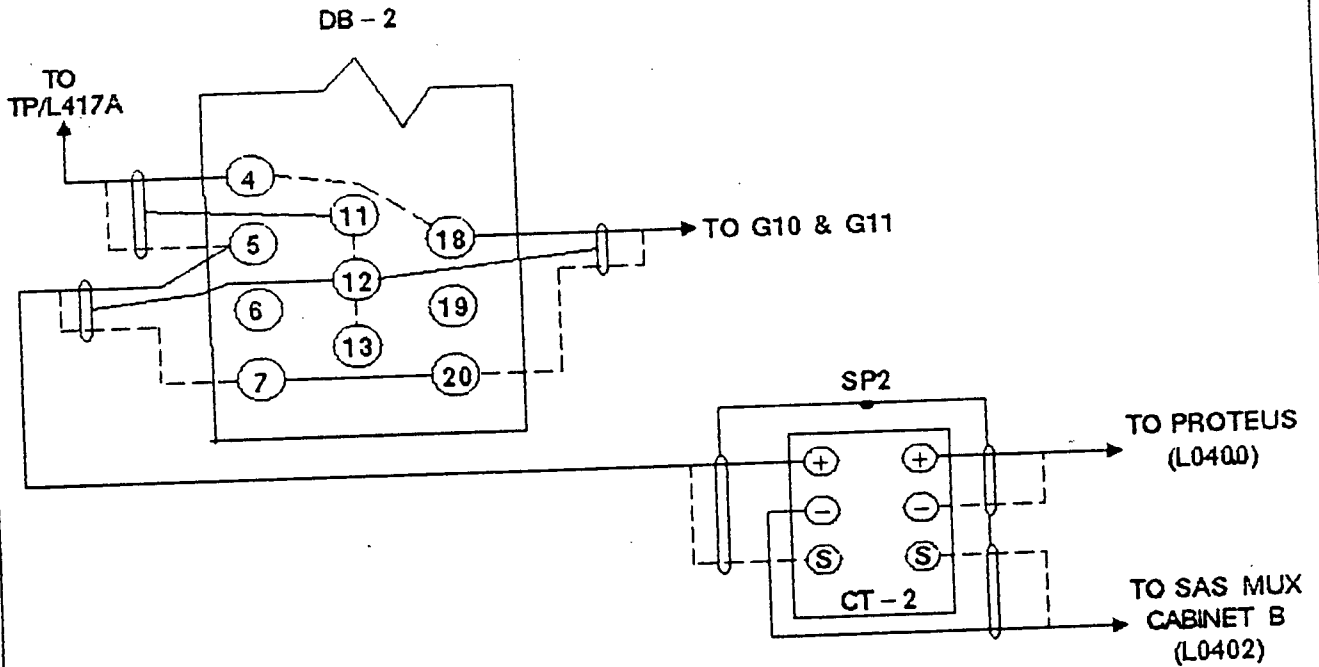 DB – 2
TO
TP/L417A
4
11
18
5
12
6
19
13
7
20
TO G10 & G11
SP2
+ +
– –
S S
CT – 2
TO PROTEUS
(L0400)
TO SAS MUX
CABINET B
(L0402)